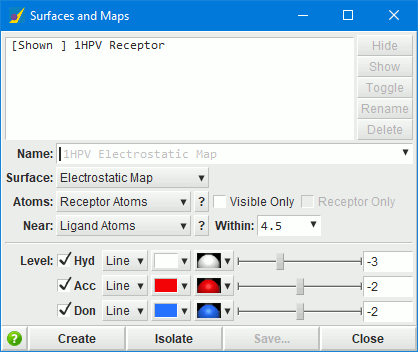 Surfaces and Maps
[Shown ] 1HPV Receptor
Hide
Show
Toggle
Rename
Delete
Name: 1HPV Electrostatic Map
Surface: Electrostatic Map
Atoms: Receptor Atoms ? Visible Only Receptor Only
Near: Ligand Atoms ? Within: 4.5
Level: Hyd Line -3
Acc Line -2
Don Line -2
? Create Isolate Save... Close